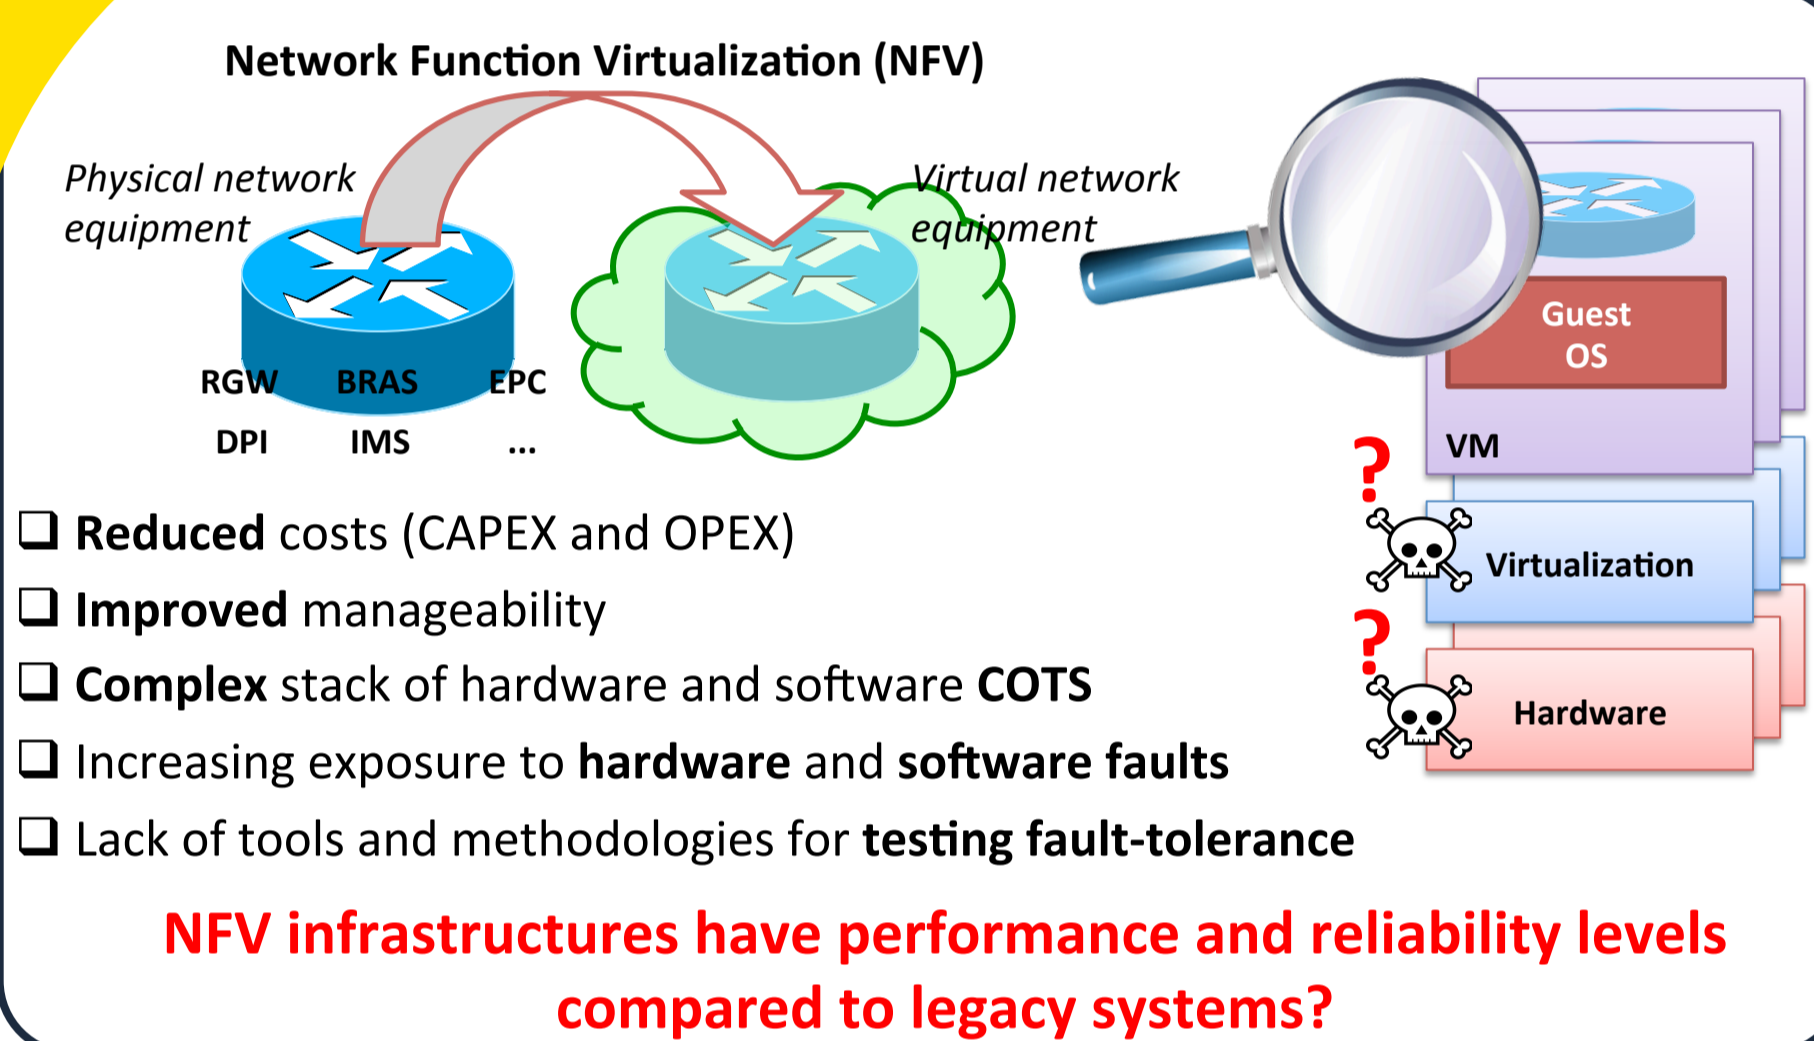 Network Function Virtualization (NFV)
Physical network
equipment
Virtual network
equipment
RGW BRAS EPC
DPI IMS ...
Guest
OS
VM
?
Virtualization
?
Hardware
❑ Reduced costs (CAPEX and OPEX)
❑ Improved manageability
❑ Complex stack of hardware and software COTS
❑ Increasing exposure to hardware and software faults
❑ Lack of tools and methodologies for testing fault-tolerance
NFV infrastructures have performance and reliability levels
compared to legacy systems?